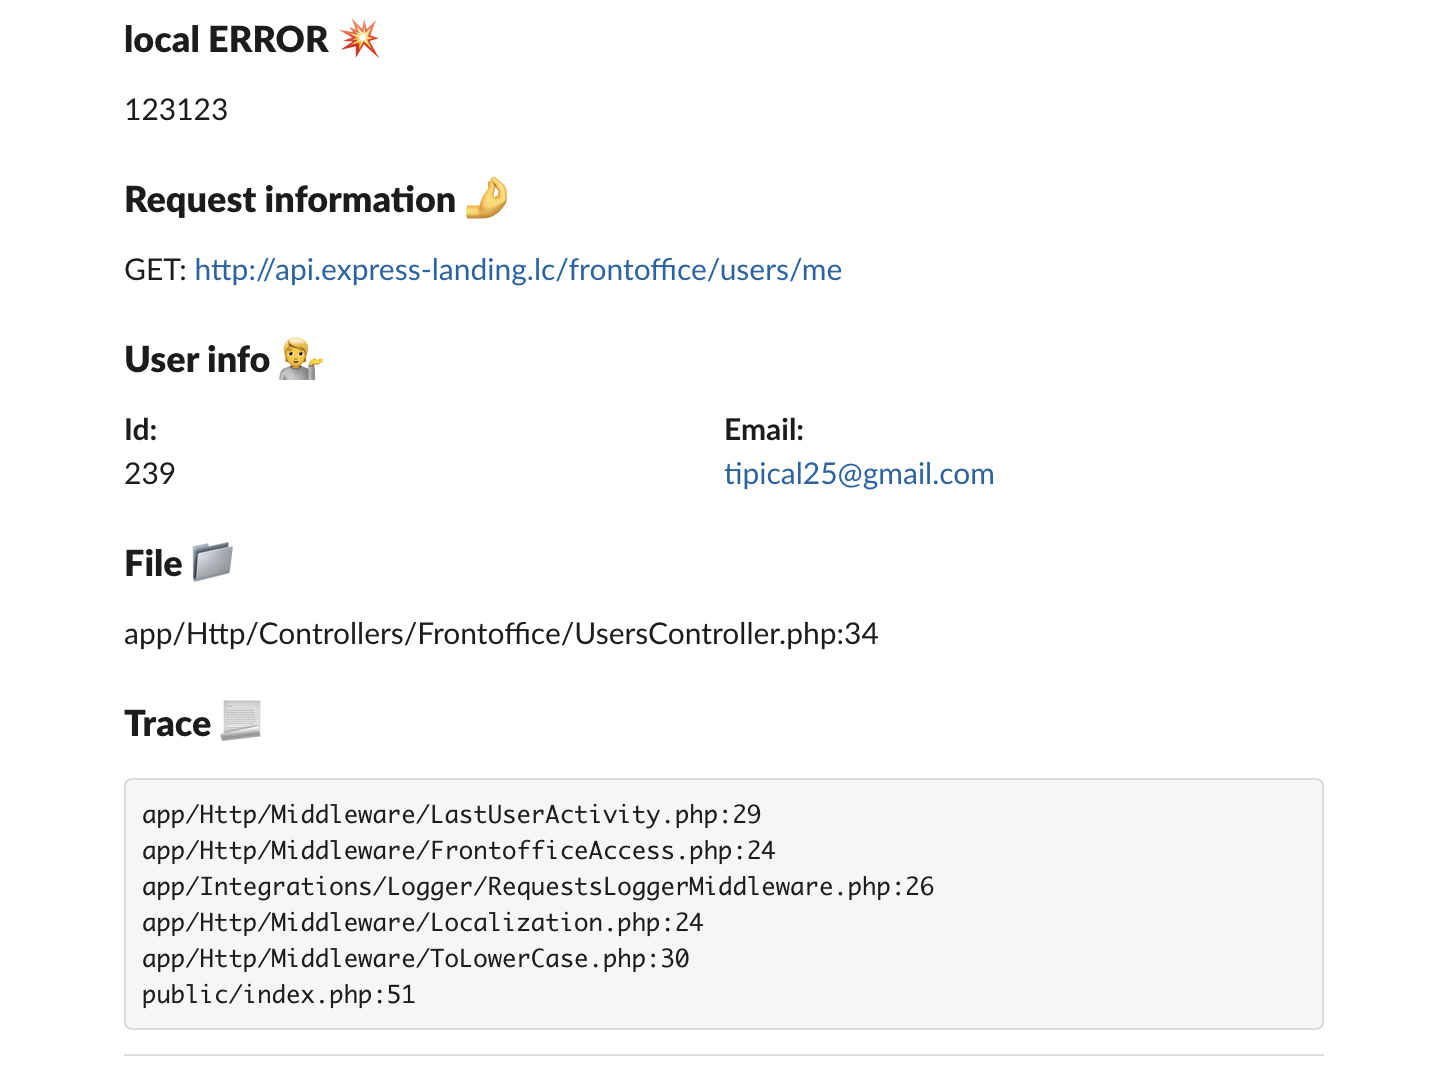 local ERROR 💥
123123
Request information 🤌
GET: http://api.express-landing.lc/frontoffice/users/me
User info 💁
Id: Email:
239 tipical25@gmail.com
File 📁
app/Http/Controllers/Frontoffice/UsersController.php:34
Trace 📃
app/Http/Middleware/LastUserActivity.php:29
app/Http/Middleware/FrontofficeAccess.php:24
app/Integrations/Logger/RequestsLoggerMiddleware.php:26
app/Http/Middleware/Localization.php:24
app/Http/Middleware/ToLowerCase.php:30
public/index.php:51